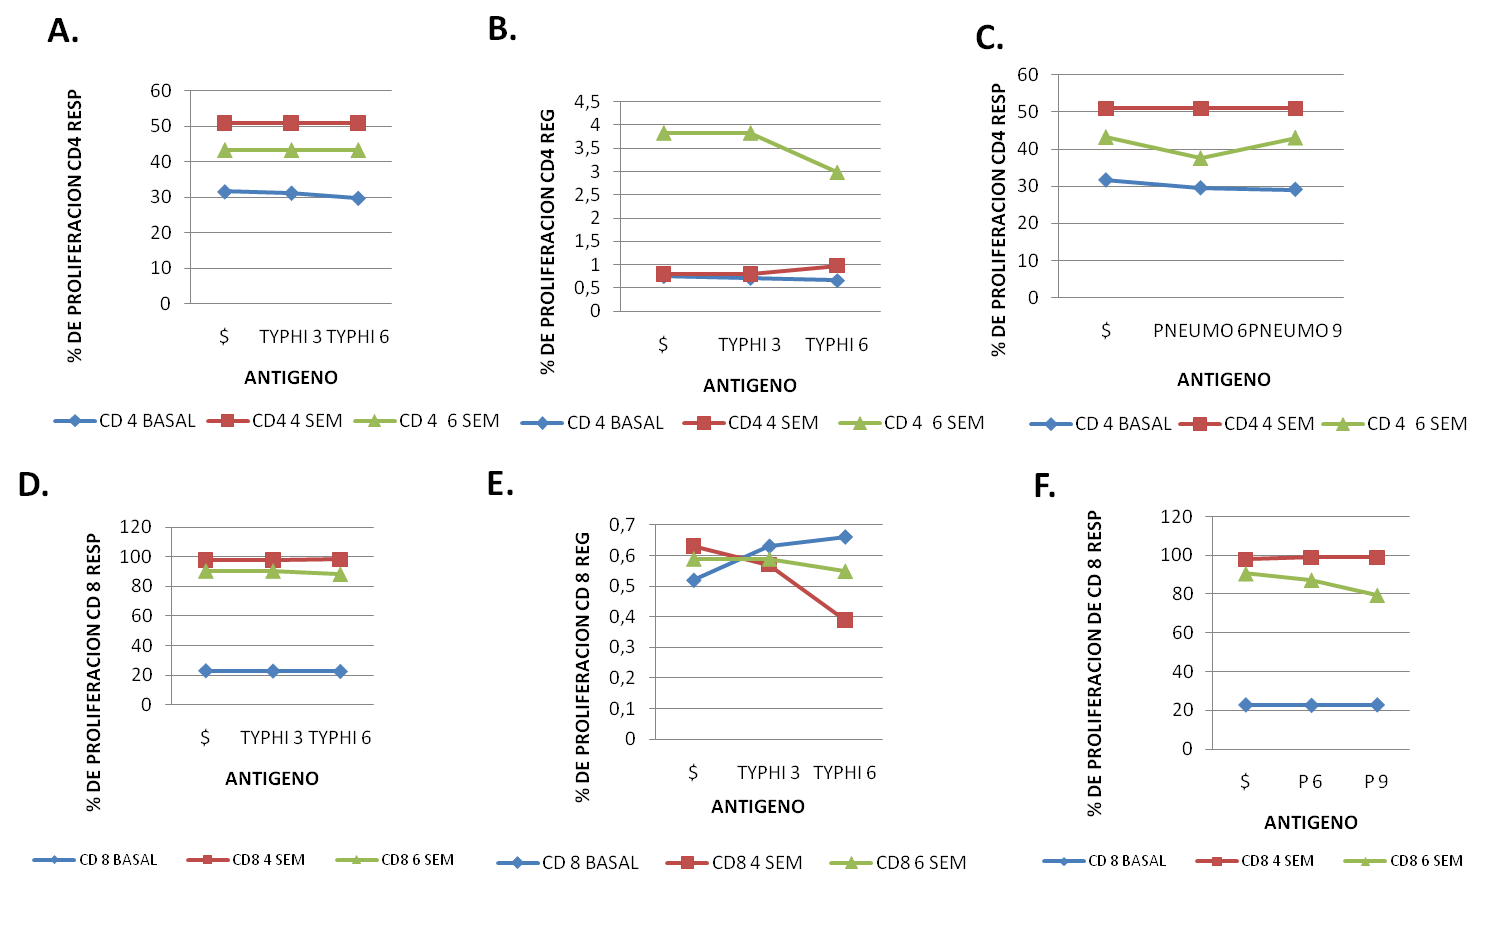 A.
% DE PROLIFERACION CD4 RESP
60
50
40
30
20
10
0
$ TYPHI 3 TYPHI 6
ANTIGENO
CD 4 BASAL CD4 4 SEM CD 4 6 SEM
B.
% DE PROLIFERACION CD4 REG
4,5
4
3,5
3
2,5
2
1,5
1
0,5
0
$ TYPHI 3 TYPHI 6
ANTIGENO
CD 4 BASAL CD4 4 SEM CD 4 6 SEM
C.
% DE PROLIFERACION CD4 RESP
60
50
40
30
20
10
0
$ PNEUMO 6 PNEUMO 9
ANTIGENO
CD 4 BASAL CD4 4 SEM CD 4 6 SEM
D.
% DE PROLIFERACION CD 8 RESP
120
100
80
60
40
20
0
$ TYPHI 3 TYPHI 6
ANTIGENO
CD 8 BASAL CD8 4 SEM CD8 6 SEM
E.
% DE PROLIFERACION CD 8 REG
0,7
0,6
0,5
0,4
0,3
0,2
0,1
0
$ TYPHI 3 TYPHI 6
ANTIGENO
CD 8 BASAL CD8 4 SEM CD8 6 SEM
F.
% DE PROLIFERACION DE CD 8 RESP
120
100
80
60
40
20
0
$ P 6 P 9
ANTIGENO
CD 8 BASAL CD8 4 SEM CD8 6 SEM